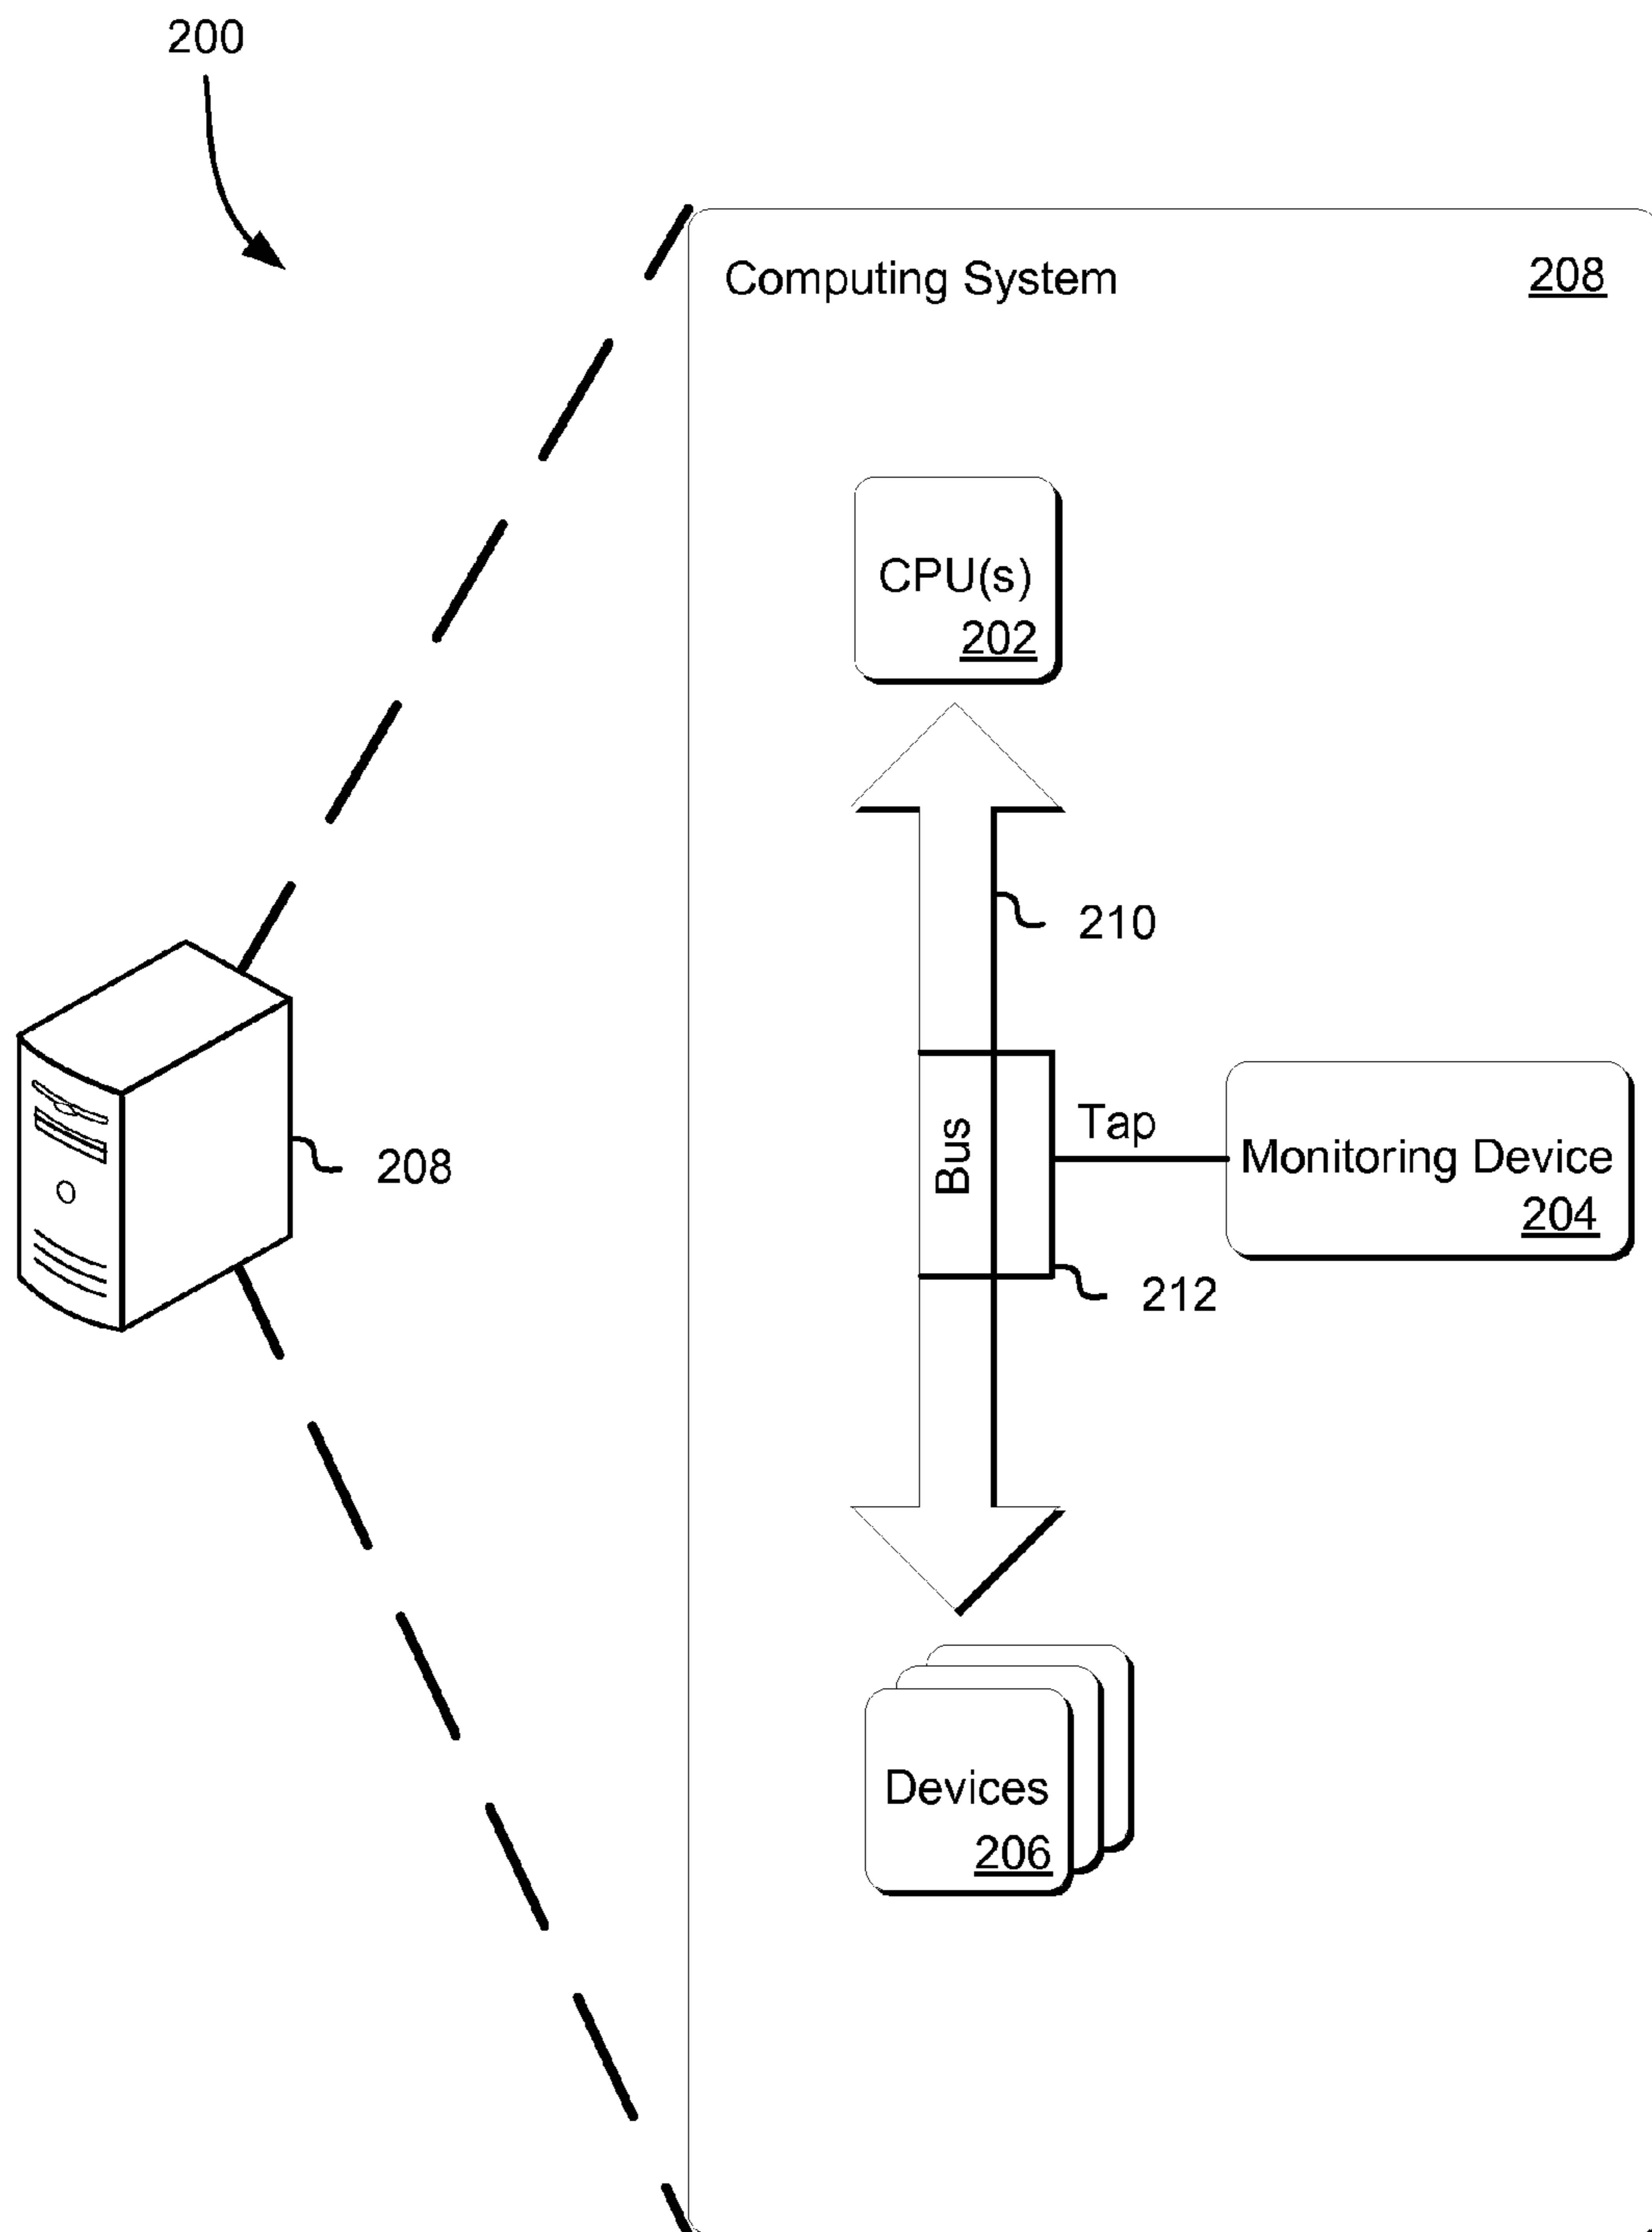 200
Computing System 208
CPU(s)
202
210
Bus
Tap
Monitoring Device
204
208
212
Devices
206